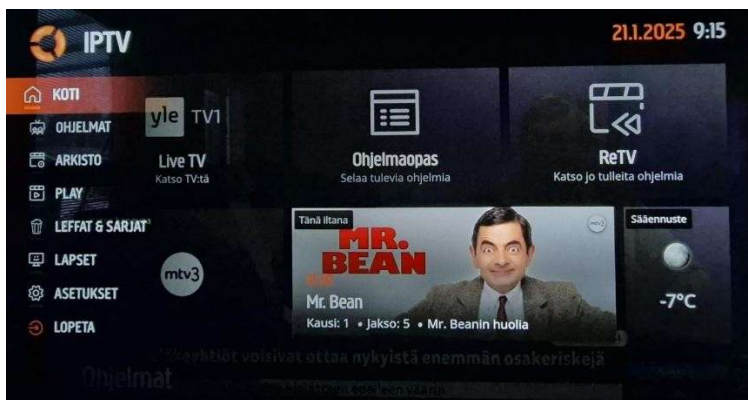 IPTV
21.1.2025 9:15
KOTI
OHJELMAT
ARKISTO
PLAY
LEFFAT & SARJAT
LAPSET
ASETUKSET
LOPETA
yle TV1
Live TV
Katso TV:tä
Ohjelmaopas
Selaa tulevia ohjelmia
ReTV
Katso jo tulleita ohjelmia
mtv3
Tänä iltana
mtv3
MR.
BEAN
Mr. Bean
Kausi: 1 • Jakso: 5 • Mr. Beanin huolia
Sääennuste
-7°C
voisivat ottaa nykyistä enemmän osakeriskejä
Ohjelmat